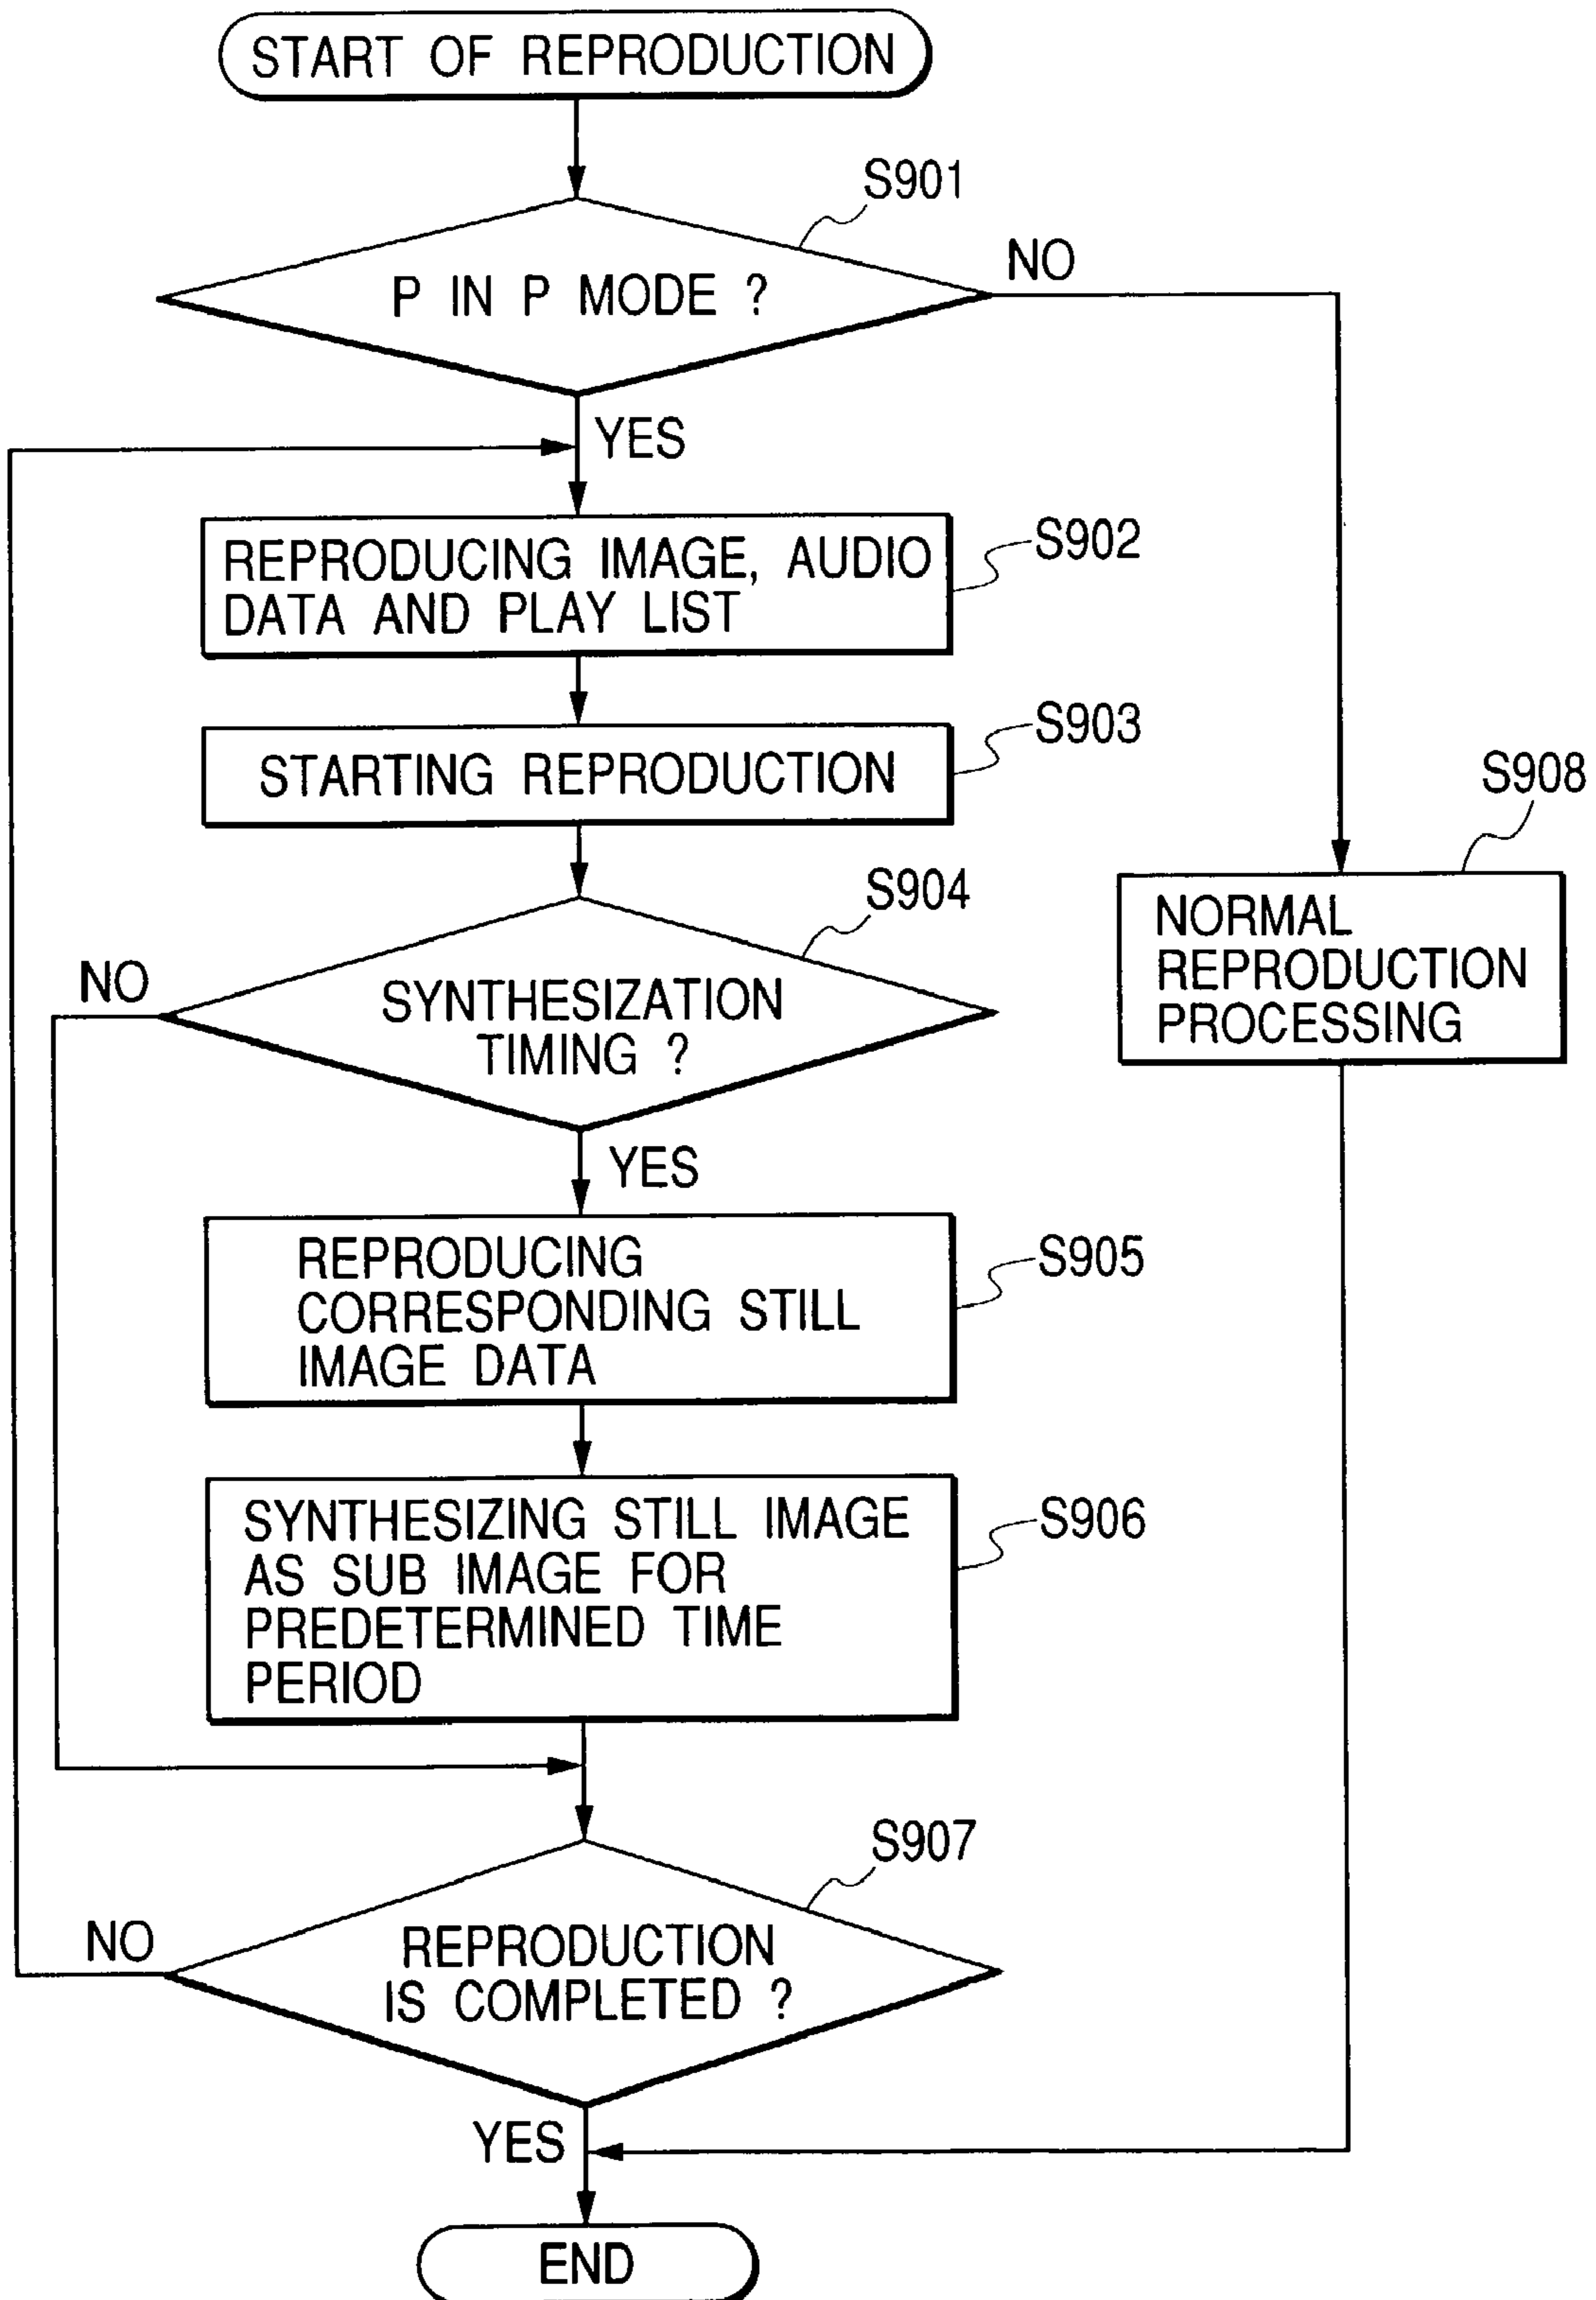 START OF REPRODUCTION
S901
P IN P MODE ?
NO
YES
REPRODUCING IMAGE, AUDIO
DATA AND PLAY LIST
S902
STARTING REPRODUCTION
S903
S908
NORMAL
REPRODUCTION
PROCESSING
S904
NO
SYNTHESIZATION
TIMING ?
YES
REPRODUCING
CORRESPONDING STILL
IMAGE DATA
S905
SYNTHESIZING STILL IMAGE
AS SUB IMAGE FOR
PREDETERMINED TIME
PERIOD
S906
S907
NO
REPRODUCTION
IS COMPLETED ?
YES
END